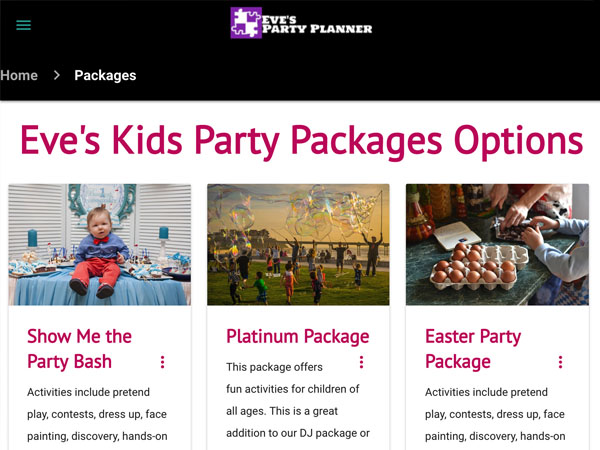 EVE'S
PARTY PLANNER
Home > Packages
Eve's Kids Party Packages Options
Show Me the
Party Bash
Activities include pretend
play, contests, dress up, face
painting, discovery, hands-on
Platinum Package
This package offers
fun activities for children of
all ages. This is a great
addition to our DJ package or
Easter Party
Package
Activities include pretend
play, contests, dress up, face
painting, discovery, hands-on